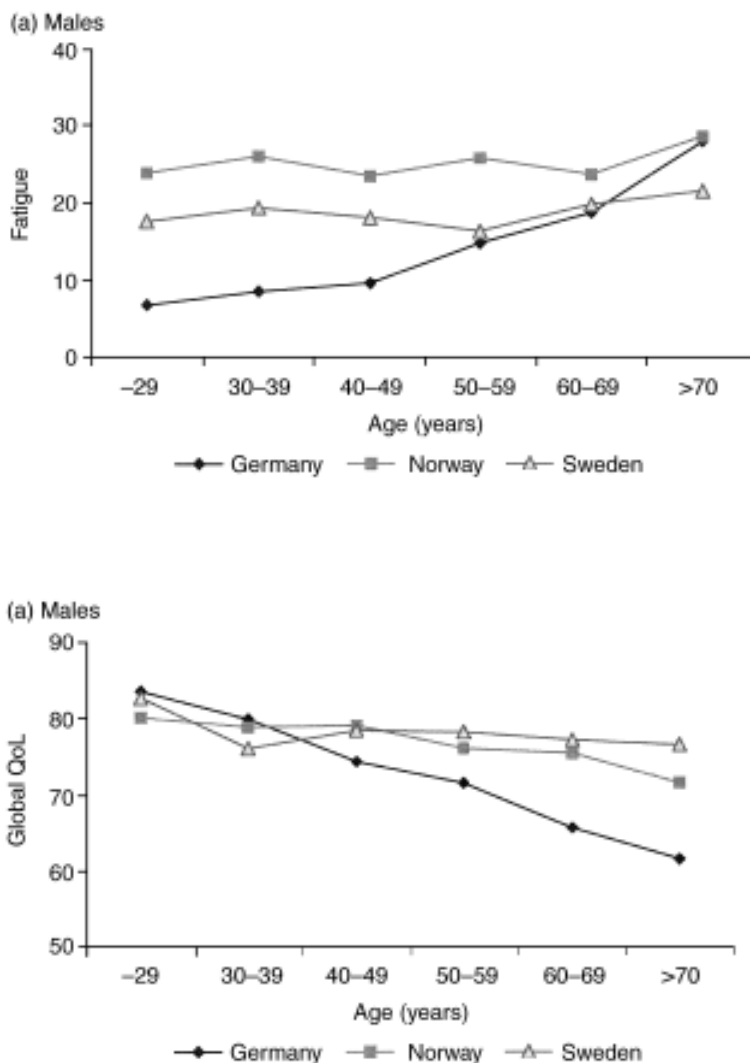 (a) Males
40
30
20
10
0
Fatigue
–29 30–39 40–49 50–59 60–69 >70
Age (years)
Germany Norway Sweden
(a) Males
90
80
70
60
50
Global QoL
–29 30–39 40–49 50–59 60–69 >70
Age (years)
Germany Norway Sweden